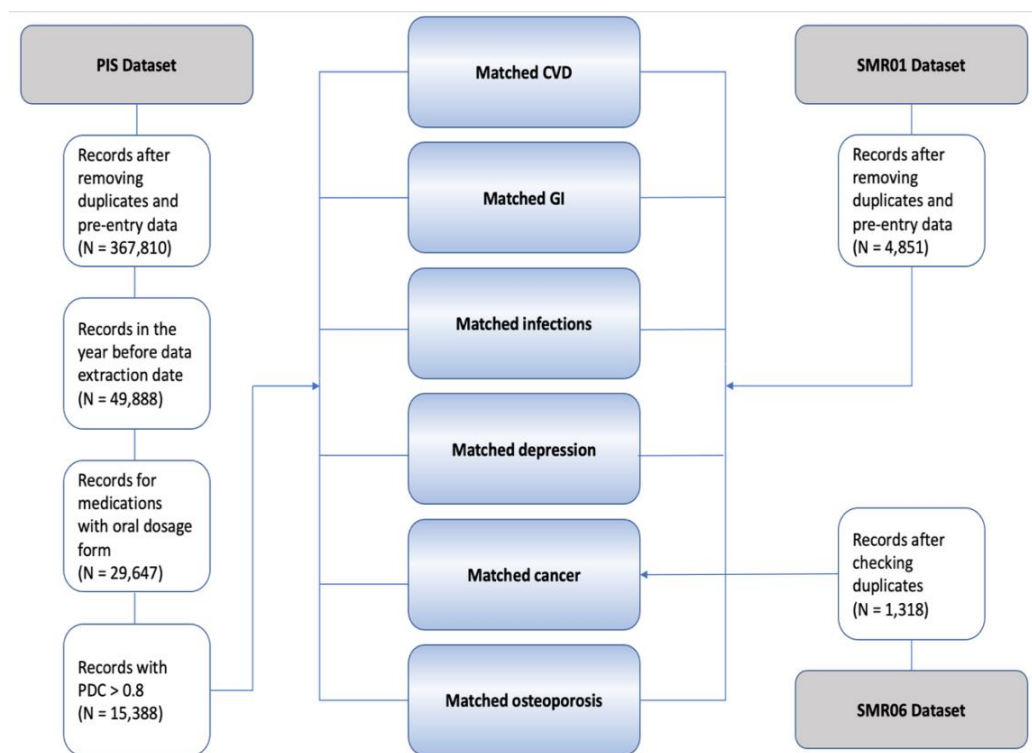 PIS Dataset
Records after
removing
duplicates and
pre-entry data
(N = 367,810)
Records in the
year before data
extraction date
(N = 49,888)
Records for
medications
with oral dosage
form
(N = 29,647)
Records with
PDC > 0.8
(N = 15,388)
Matched CVD
Matched GI
Matched infections
Matched depression
Matched cancer
Matched osteoporosis
SMR01 Dataset
Records after
removing
duplicates and
pre-entry data
(N = 4,851)
Records after
checking
duplicates
(N = 1,318)
SMR06 Dataset